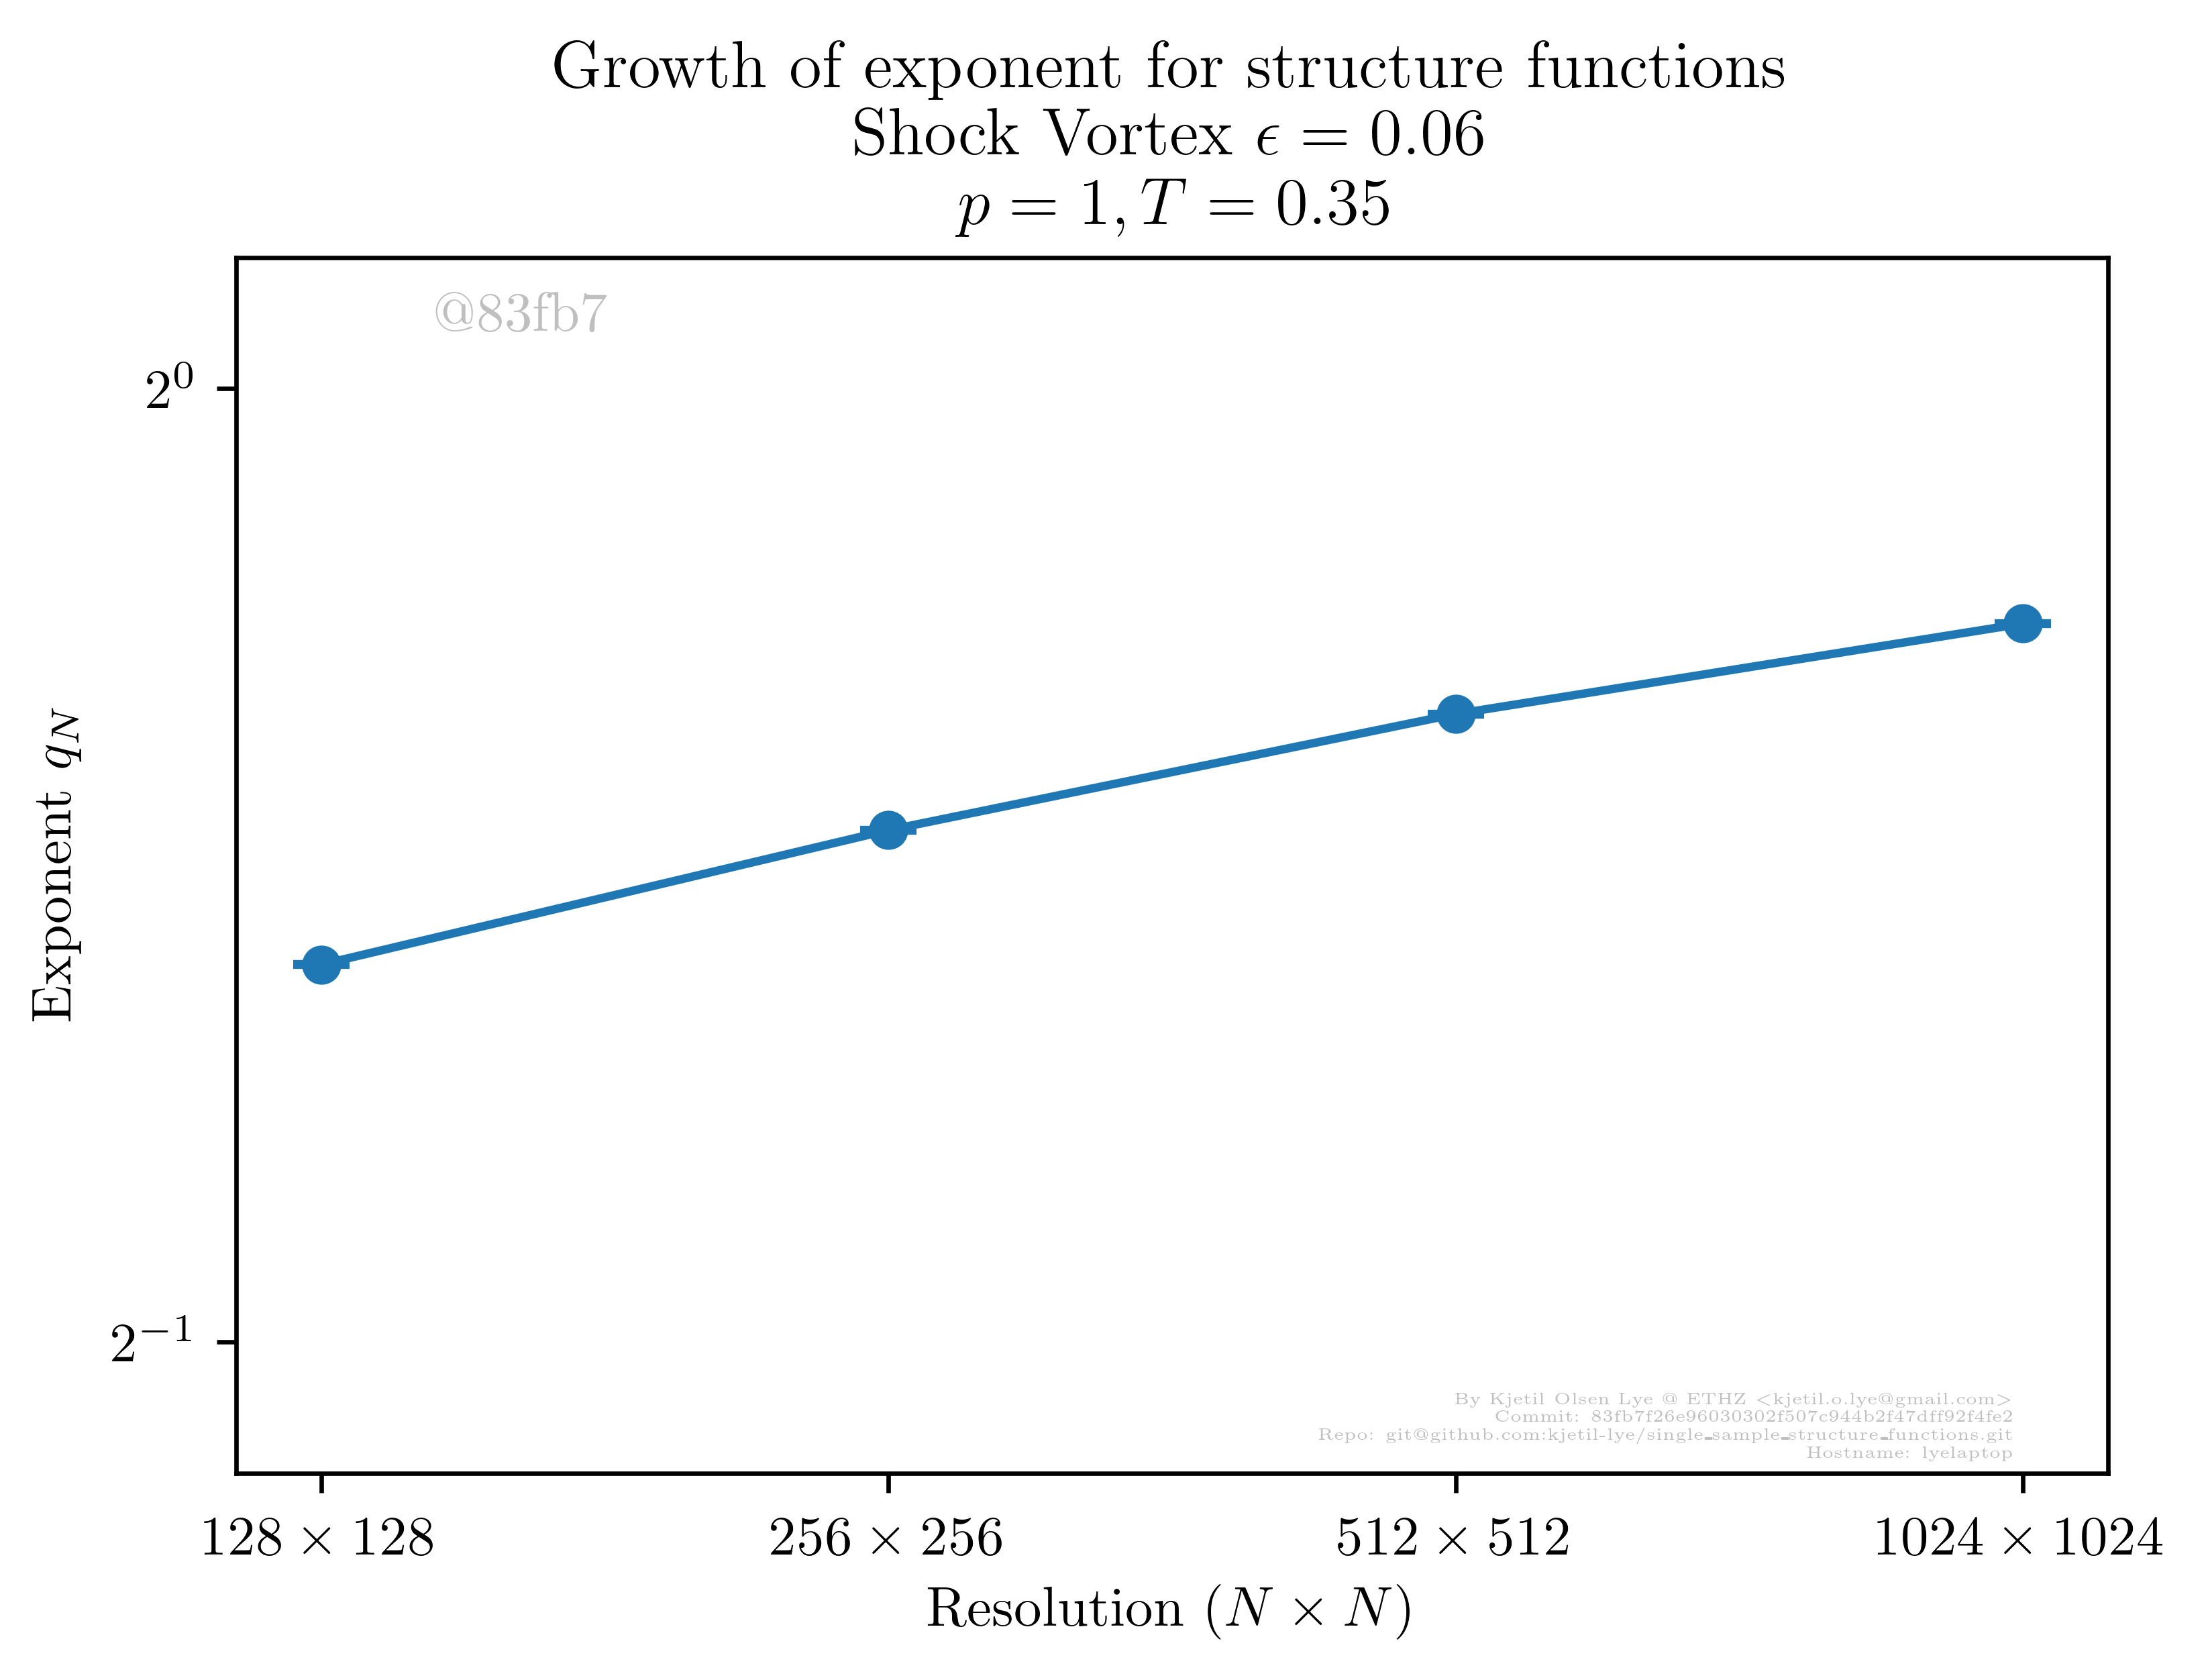 Growth of exponent for structure functions
Shock Vortex ϵ = 0.06
p = 1, T = 0.35
@83fb7
2⁰
Exponent q_N
2⁻¹
By Kjetil Olsen Lye @ ETHZ <kjetil.o.lye@gmail.com>
Commit: 83fb7f26e96030302f507c944b2f47dff92f4fe2
Repo: git@github.com:kjetil-lye/single_sample_structure_functions.git
Hostname: lyelaptop
128 × 128 256 × 256 512 × 512 1024 × 1024
Resolution (N × N)